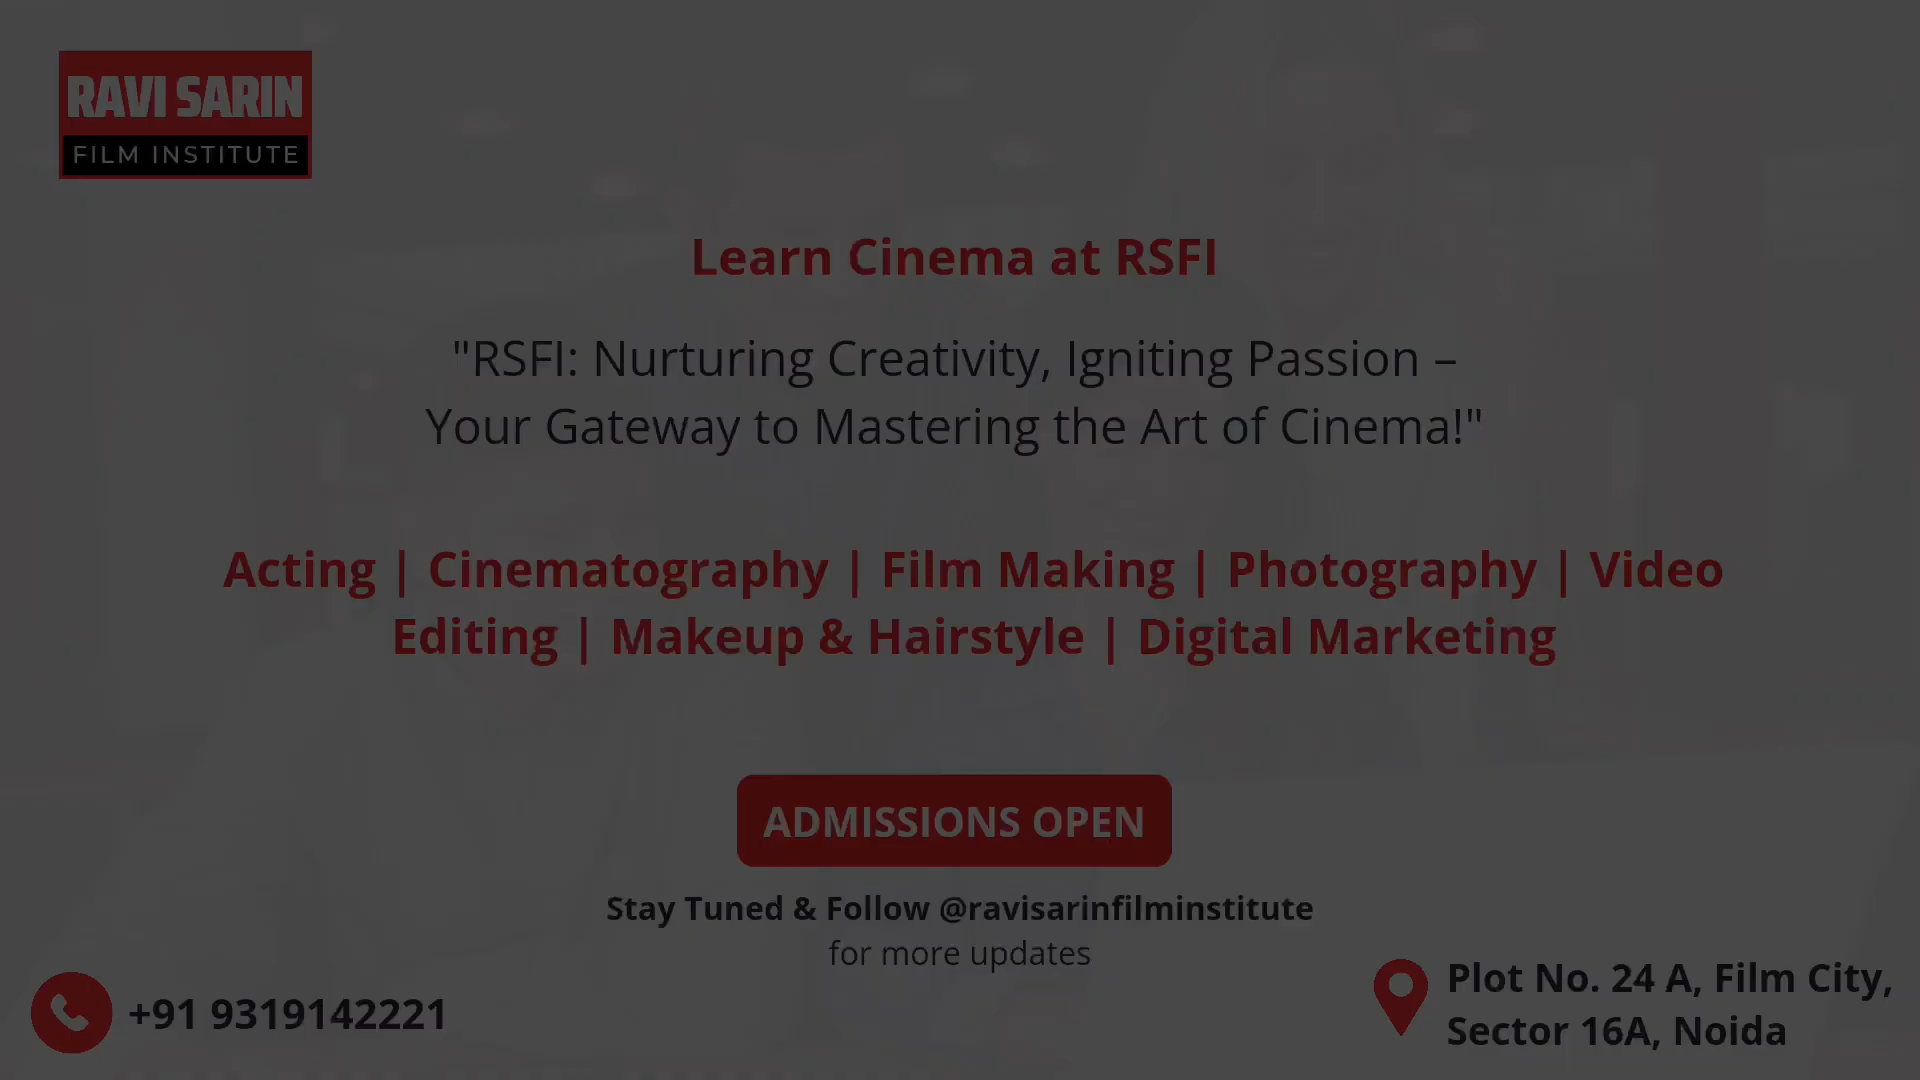 RAVI SARIN
FILM INSTITUTE
Learn Cinema at RSFI
"RSFI: Nurturing Creativity, Igniting Passion –
Your Gateway to Mastering the Art of Cinema!"
Acting | Cinematography | Film Making | Photography | Video
Editing | Makeup & Hairstyle | Digital Marketing
ADMISSIONS OPEN
Stay Tuned & Follow @ravisarinfilminstitute
for more updates
+91 9319142221
Plot No. 24 A, Film City,
Sector 16A, Noida